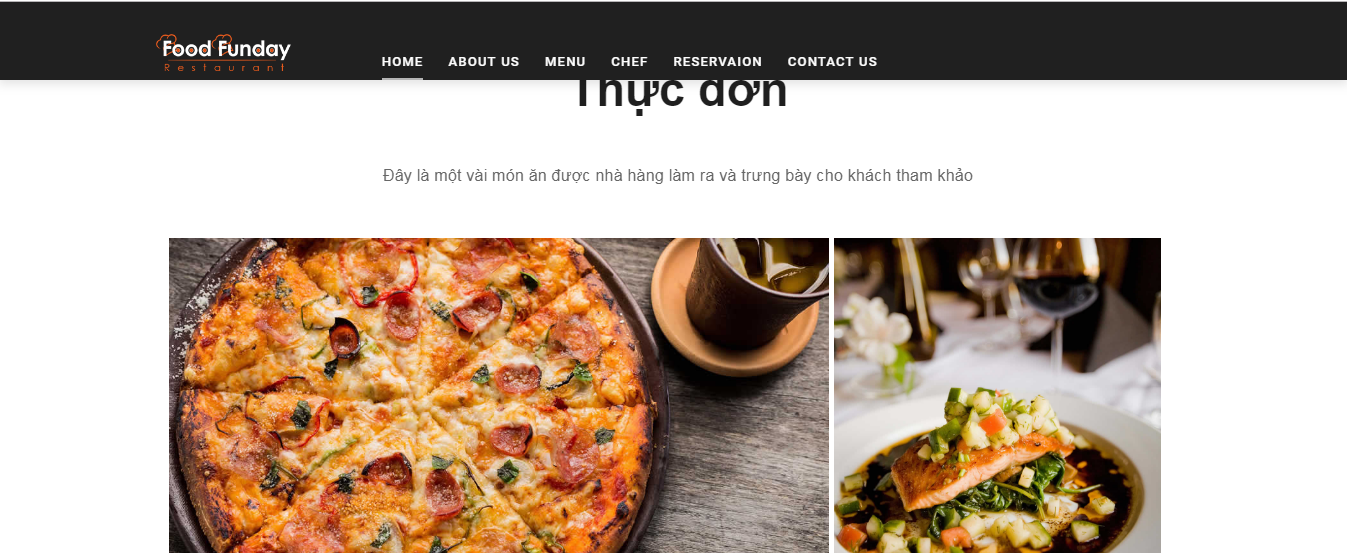 Food Funday
Restaurant
HOME ABOUT US MENU CHEF RESERVAION CONTACT US
Thực đơn
Đây là một vài món ăn được nhà hàng làm ra và trưng bày cho khách tham khảo